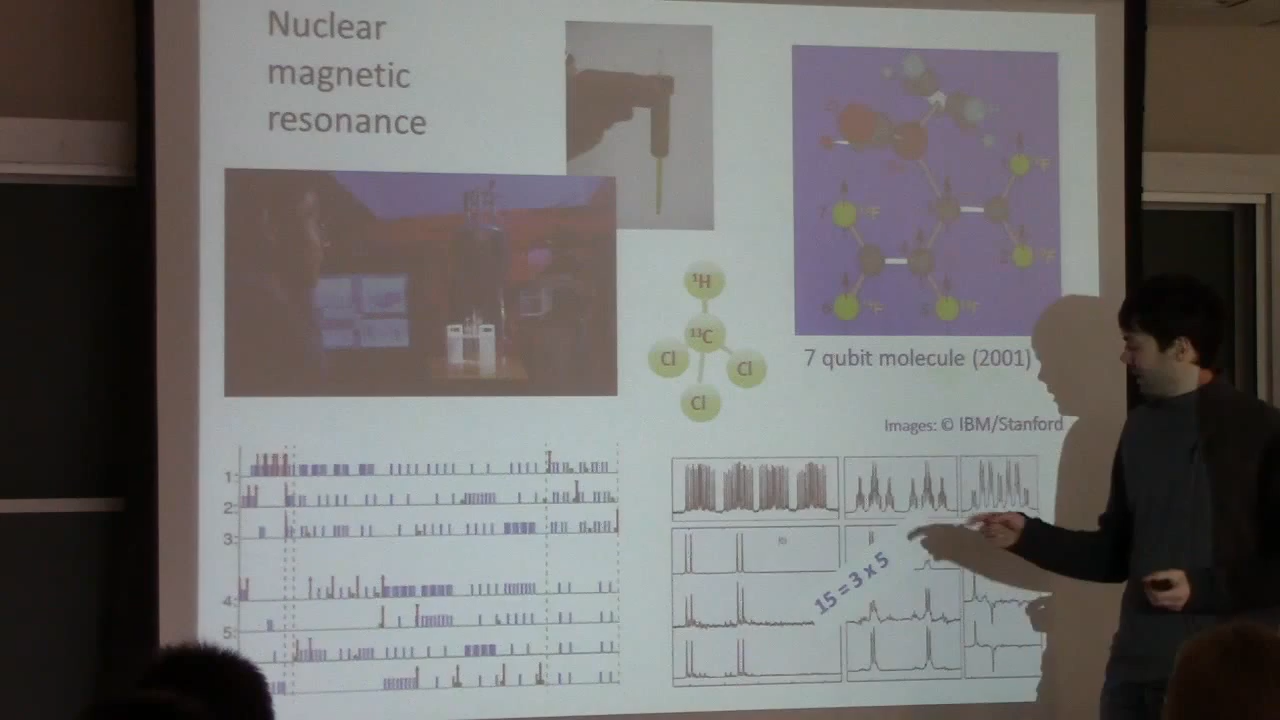 Nuclear
magnetic
resonance
¹H
¹³C
Cl
Cl
Cl
7 qubit molecule (2001)
Images: © IBM/Stanford
1
2
3
4
5
15 = 3 x 5